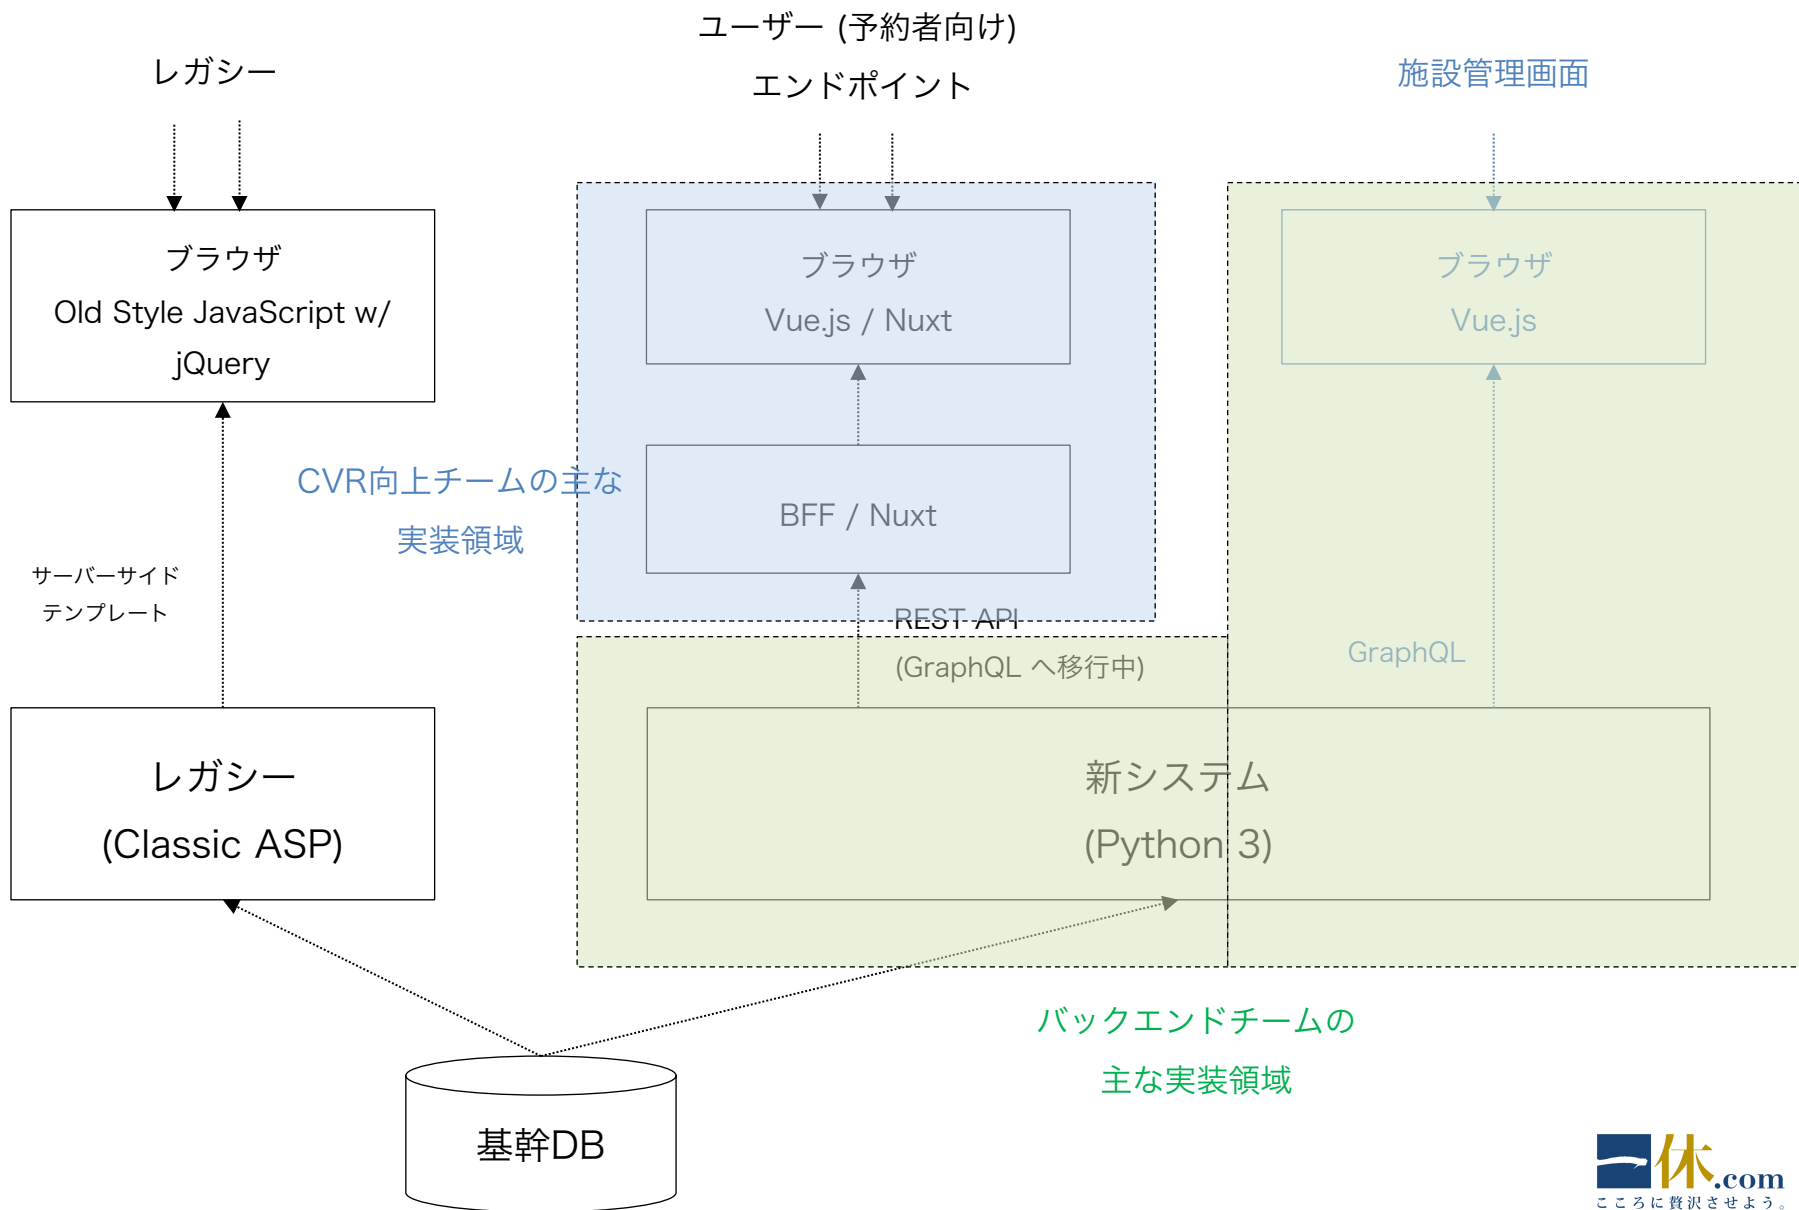 ユーザー (予約者向け)
エンドポイント
レガシー
施設管理画面
ブラウザ
Old Style JavaScript w/
jQuery
ブラウザ
Vue.js / Nuxt
ブラウザ
Vue.js
CVR向上チームの主な
実装領域
BFF / Nuxt
サーバーサイド
テンプレート
REST API
(GraphQL へ移行中)
GraphQL
レガシー
(Classic ASP)
新システム
(Python 3)
バックエンドチームの
主な実装領域
基幹DB
一休.com
こころに贅沢させよう。